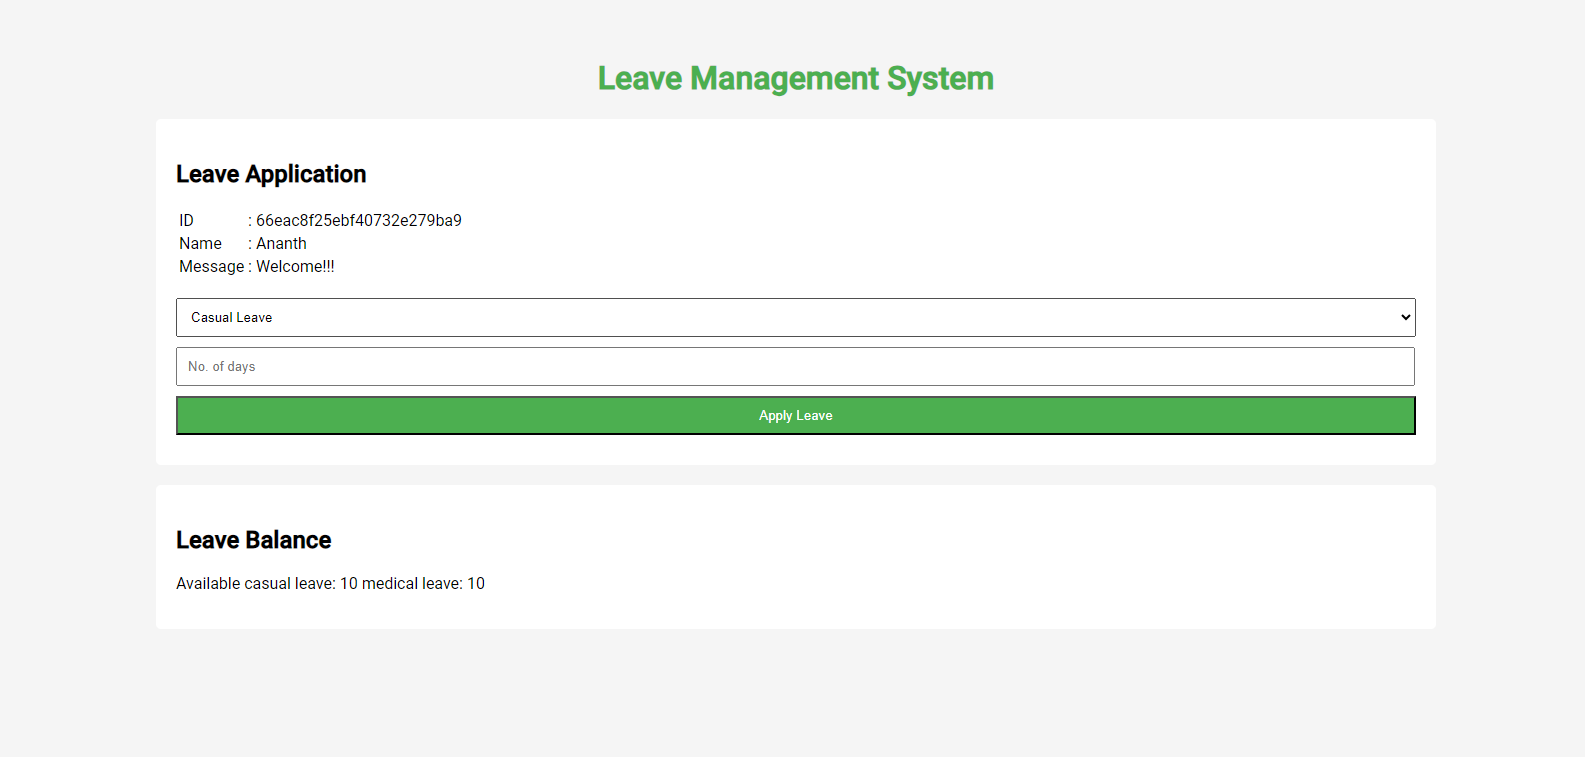 Leave Management System
Leave Application
ID : 66eac8f25ebf40732e279ba9
Name : Ananth
Message : Welcome!!!
Casual Leave
No. of days
Apply Leave
Leave Balance
Available casual leave: 10 medical leave: 10